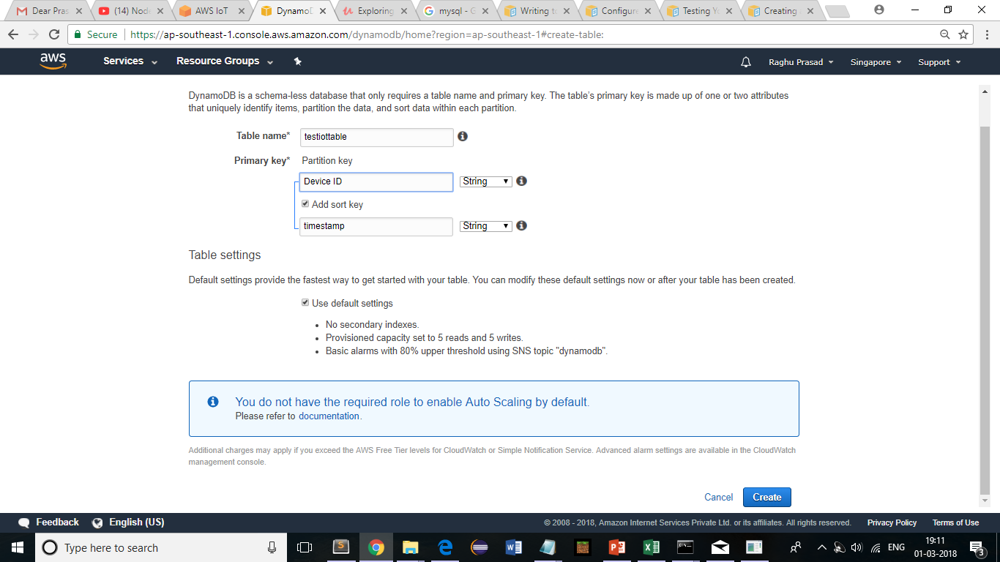 Dear Pras
(14) Node
AWS IoT
DynamoD
Exploring
mysql - G
Writing to
Configure
Testing Yo
Creating
Secure
https://ap-southeast-1.console.aws.amazon.com/dynamodb/home?region=ap-southeast-1#create-table:
aws Services Resource Groups Raghu Prasad Singapore Support
DynamoDB is a schema-less database that only requires a table name and primary key. The table's primary key is made up of one or two attributes
that uniquely identify items, partition the data, and sort data within each partition.
Table name* testiottable
Primary key* Partition key
Device ID String
Add sort key
timestamp String
Table settings
Default settings provide the fastest way to get started with your table. You can modify these default settings now or after your table has been created.
Use default settings
No secondary indexes.
Provisioned capacity set to 5 reads and 5 writes.
Basic alarms with 80% upper threshold using SNS topic "dynamodb".
You do not have the required role to enable Auto Scaling by default.
Please refer to documentation.
Additional charges may apply if you exceed the AWS Free Tier levels for CloudWatch or Simple Notification Service. Advanced alarm settings are available in the CloudWatch
management console.
Cancel Create
Feedback English (US) © 2008 - 2018, Amazon Internet Services Private Ltd. or its affiliates. All rights reserved. Privacy Policy Terms of Use
Type here to search
ENG
19:11
01-03-2018
3